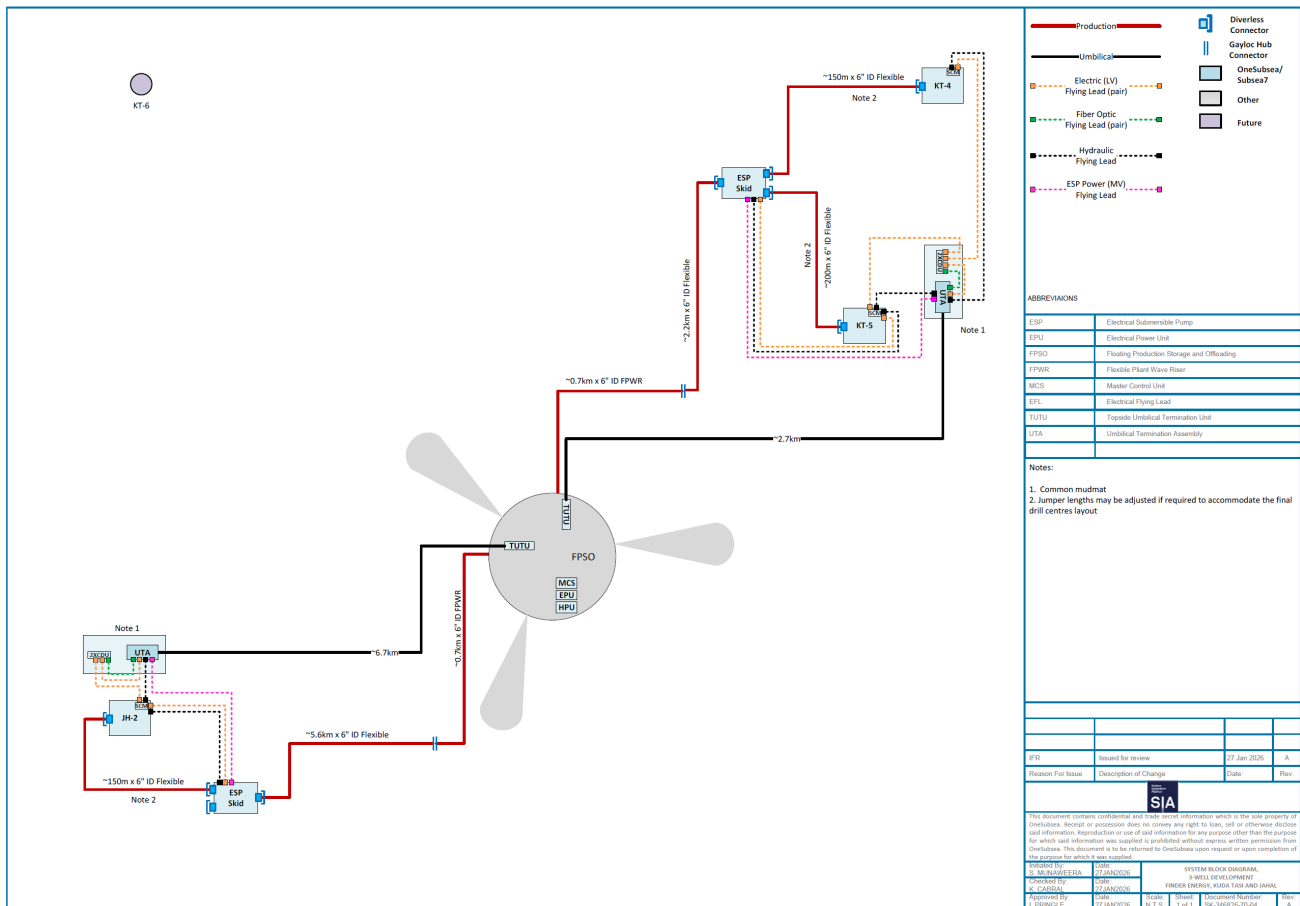 KT-6
~150m x 6" ID Flexible
Note 2
SCM
KT-4
ESP
Skid
~2.2km x 6" ID Flexible
Note 2
~200m x 6" ID Flexible
2XCDU
UTA
Note 1
SCM
KT-5
~0.7km x 6" ID FPWR
~2.7km
TUTU
TUTU
FPSO
MCS
EPU
HPU
~0.7km x 6" ID FPWR
Note 1
2XCDU
UTA
~6.7km
SCM
JH-2
~5.6km x 6" ID Flexible
~150m x 6" ID Flexible
Note 2
ESP
Skid
Production
Umbilical
Electric (LV)
Flying Lead (pair)
Fiber Optic
Flying Lead (pair)
Hydraulic
Flying Lead
ESP Power (MV)
Flying Lead
Diverless
Connector
Gayloc Hub
Connector
OneSubsea/
Subsea7
Other
Future
ABBREVIAIONS
ESP Electrical Submersible Pump
EPU Electrical Power Unit
FPSO Floating Production Storage and Offloading
FPWR Flexible Pliant Wave Riser
MCS Master Control Unit
EFL Electrical Flying Lead
TUTU Topside Umbilical Termination Unit
UTA Umbilical Termination Assembly
Notes:
1. Common mudmat
2. Jumper lengths may be adjusted if required to accommodate the final
drill centres layout
IFR Issued for review 27 Jan 2026 A
Reason For Issue Description of Change Date: Rev
S|A
This document contains confidential and trade secret information which is the sole property of
OneSubsea. Receipt or possession does no convey any right to loan, sell or otherwise disclose
said information. Reproduction or use of said information for any purpose other than the purpose
for which said information was supplied is prohibited without express written permission from
OneSubsea. This document is to be returned to OneSubsea upon request or upon completion of
the purpose for which it was supplied.
Initiated By: Date:
S. MUNAWEERA 27JAN2026
Checked By: Date:
K. CABRAL 27JAN2026
Approved By: Date:
I. PRINGLE 27JAN2026
SYSTEM BLOCK DIAGRAM,
3-WELL DEVELOPMENT
FINDER ENERGY, KUDA TASI AND JAHAL
Scale: Sheet: Document Number: Rev:
N.T.S 1 of 1 SK-346826-70-04 A